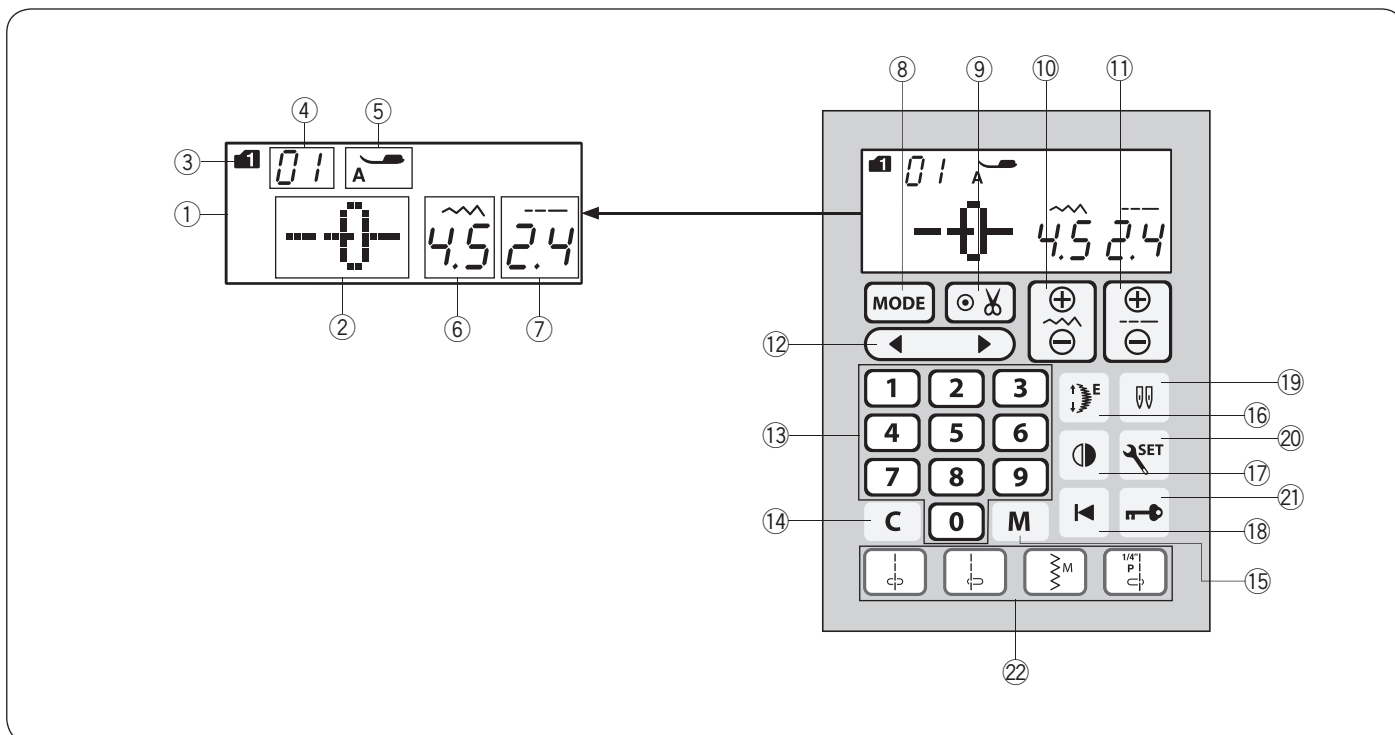 ⑧ ⑨ ⑩ ⑪
④ ⑤
③ 1 01 A
①
4.5 2.4
② ⑥ ⑦
1 01 A
4.5 2.4
MODE
⑫
1 2 3 E ⑲
⑯
⑬ 4 5 6 SET ⑳
⑰
7 8 9
㉑
⑭ C 0 M ⑱
M 1/4" P ⑮
㉒